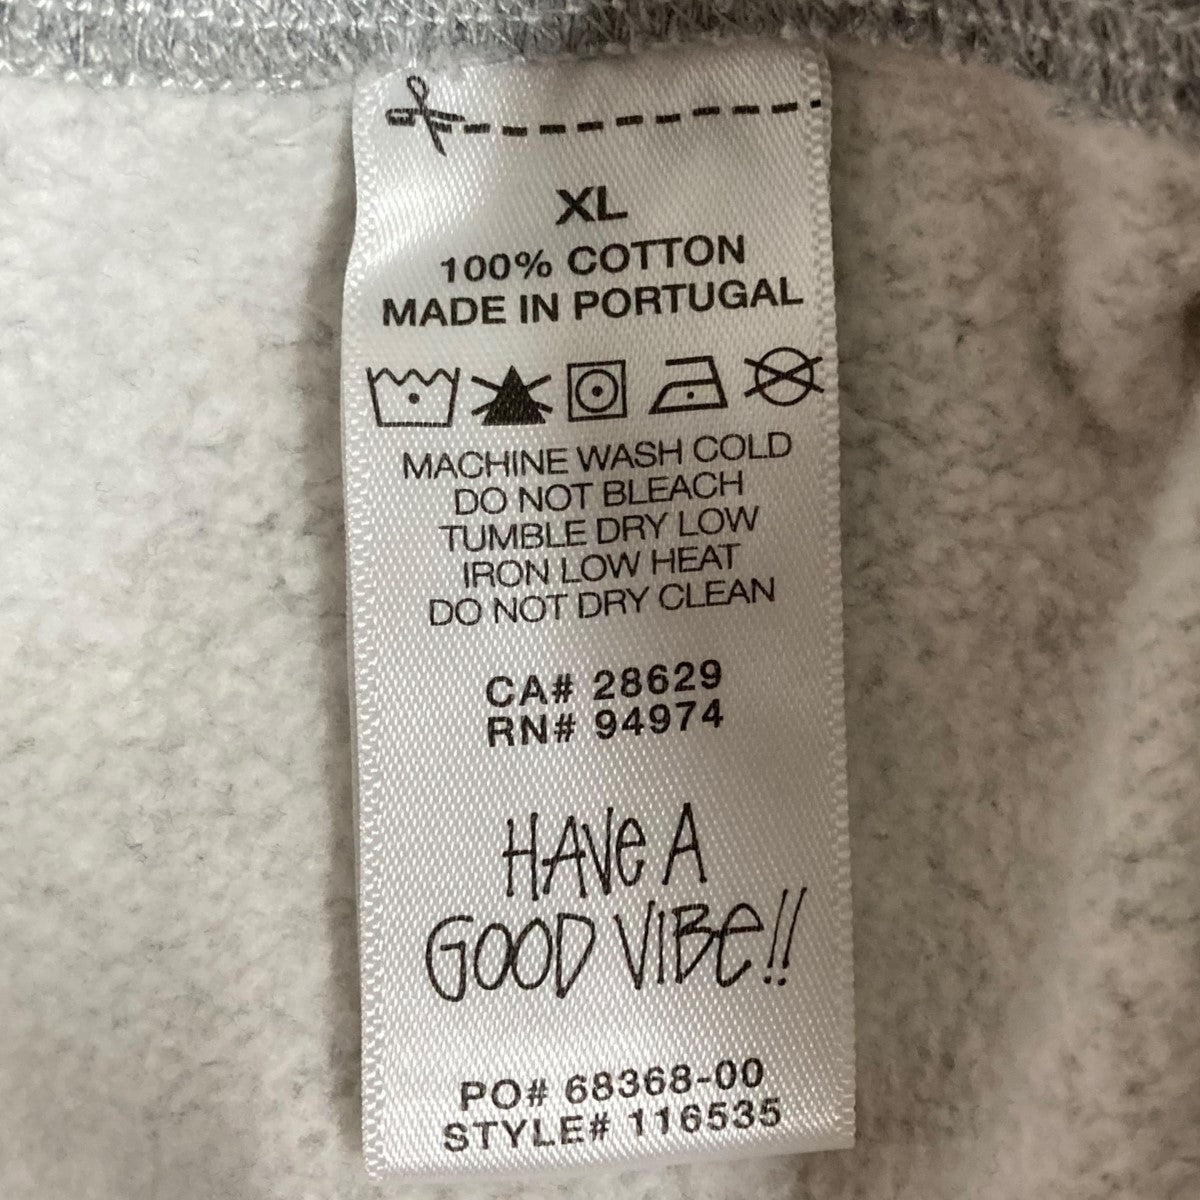 XL
100% COTTON
MADE IN PORTUGAL
MACHINE WASH COLD
DO NOT BLEACH
TUMBLE DRY LOW
IRON LOW HEAT
DO NOT DRY CLEAN
CA# 28629
RN# 94974
HAVe A
GOOD VIBe!!
PO# 68368-00
STYLE# 116535